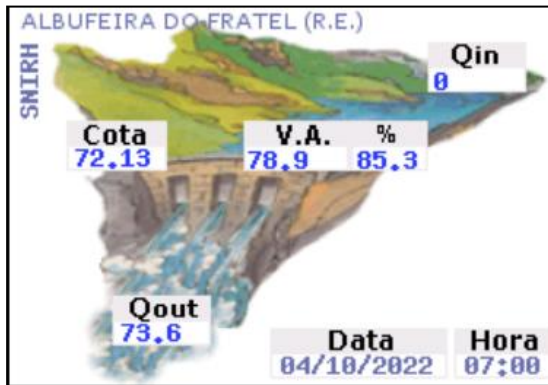 ALBUFEIRA DO FRATEL (R.E.)
SNIRH
Qin
0
Cota V.A. %
72.13 78.9 85.3
Qout
73.6
Data Hora
04/10/2022 07:00